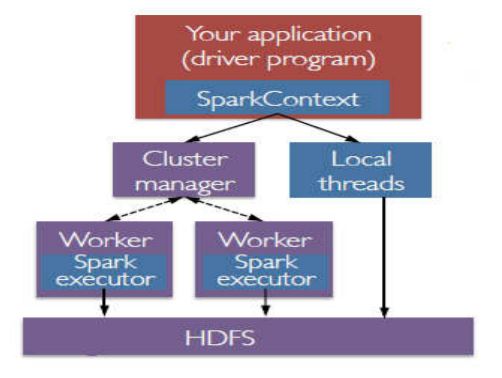 Your application
(driver program)
SparkContext
Cluster
manager
Local
threads
Worker
Spark
executor
Worker
Spark
executor
HDFS